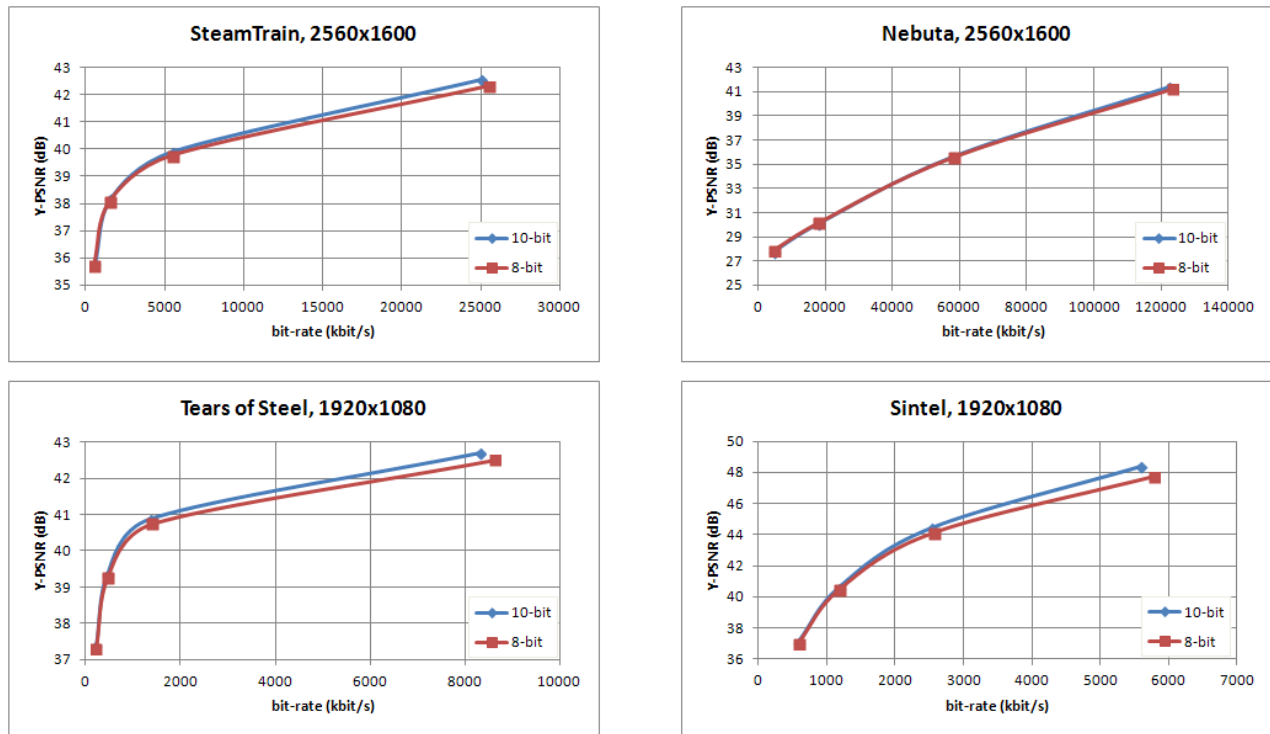 SteamTrain, 2560x1600
Y-PSNR (dB)
43
42
41
40
39
38
37
36
35
0 5000 10000 15000 20000 25000 30000
bit-rate (kbit/s)
10-bit
8-bit
Nebuta, 2560x1600
Y-PSNR (dB)
43
41
39
37
35
33
31
29
27
25
0 20000 40000 60000 80000 100000 120000 140000
bit-rate (kbit/s)
10-bit
8-bit
Tears of Steel, 1920x1080
Y-PSNR (dB)
43
42
41
40
39
38
37
0 2000 4000 6000 8000 10000
bit-rate (kbit/s)
10-bit
8-bit
Sintel, 1920x1080
Y-PSNR (dB)
50
48
46
44
42
40
38
36
0 1000 2000 3000 4000 5000 6000 7000
bit-rate (kbit/s)
10-bit
8-bit